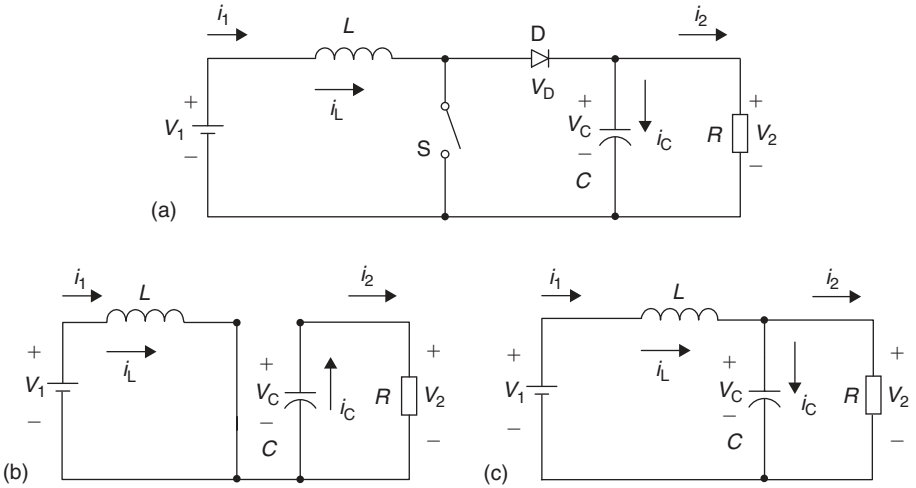 i1 L D i2
iL VD
+ V1 −
S
+ VC − C
iC
R
+ V2 −
(a)
i1 L i2
iL
+ V1 −
+ VC − C
iC
R
+ V2 −
(b)
i1 L i2
iL
+ V1 −
+ VC − C
iC
R
+ V2 −
(c)